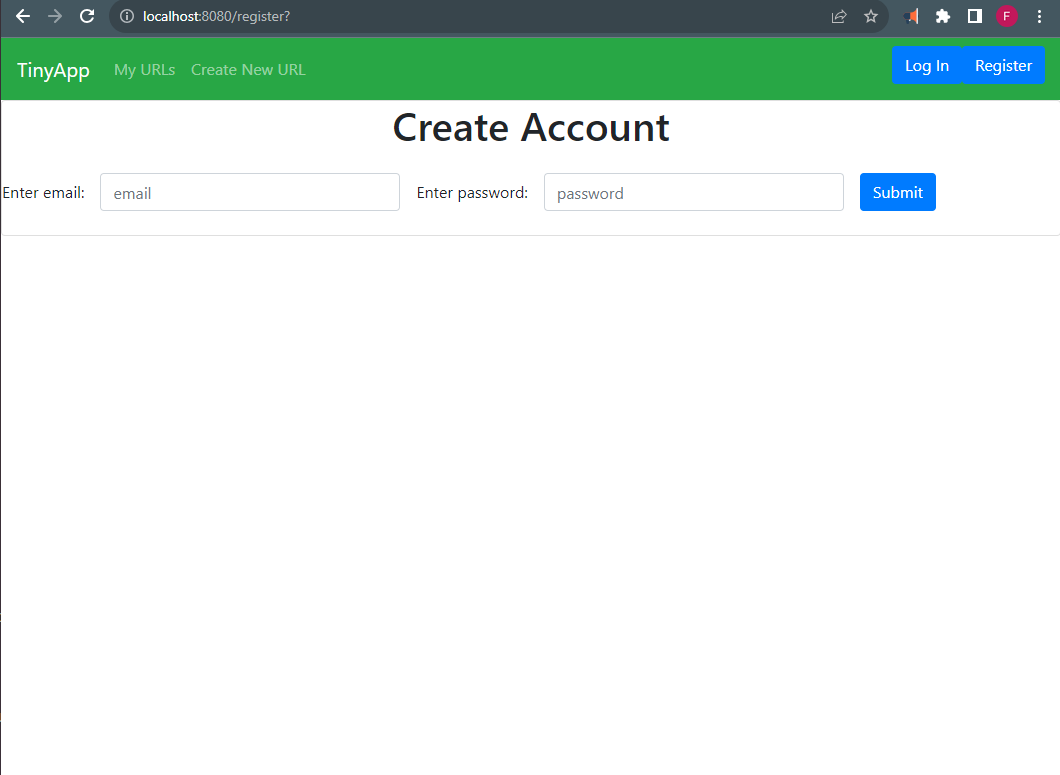 localhost:8080/register?
F
TinyApp My URLs Create New URL Log In Register
Create Account
Enter email: email Enter password: password Submit